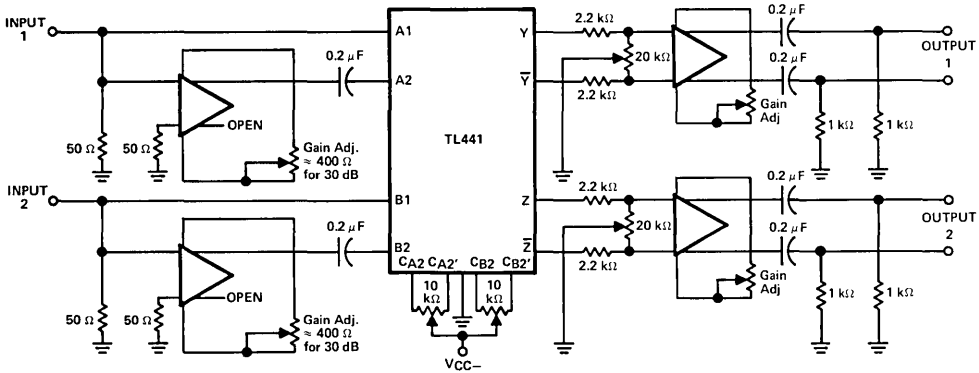 INPUT
1
A1
0.2 μF
A2
OPEN
50 Ω
50 Ω
Gain Adj.
≈ 400 Ω
for 30 dB
INPUT
2
B1
0.2 μF
B2
OPEN
50 Ω
50 Ω
Gain Adj.
≈ 400 Ω
for 30 dB
TL441
CA2 CA2' CB2 CB2'
10
kΩ
10
kΩ
VCC−
Y
2.2 kΩ
20 kΩ
Y̅
2.2 kΩ
Gain
Adj
0.2 μF
0.2 μF
OUTPUT
1
1 kΩ
1 kΩ
Z
2.2 kΩ
20 kΩ
Z̅
2.2 kΩ
Gain
Adj
0.2 μF
0.2 μF
OUTPUT
2
1 kΩ
1 kΩ